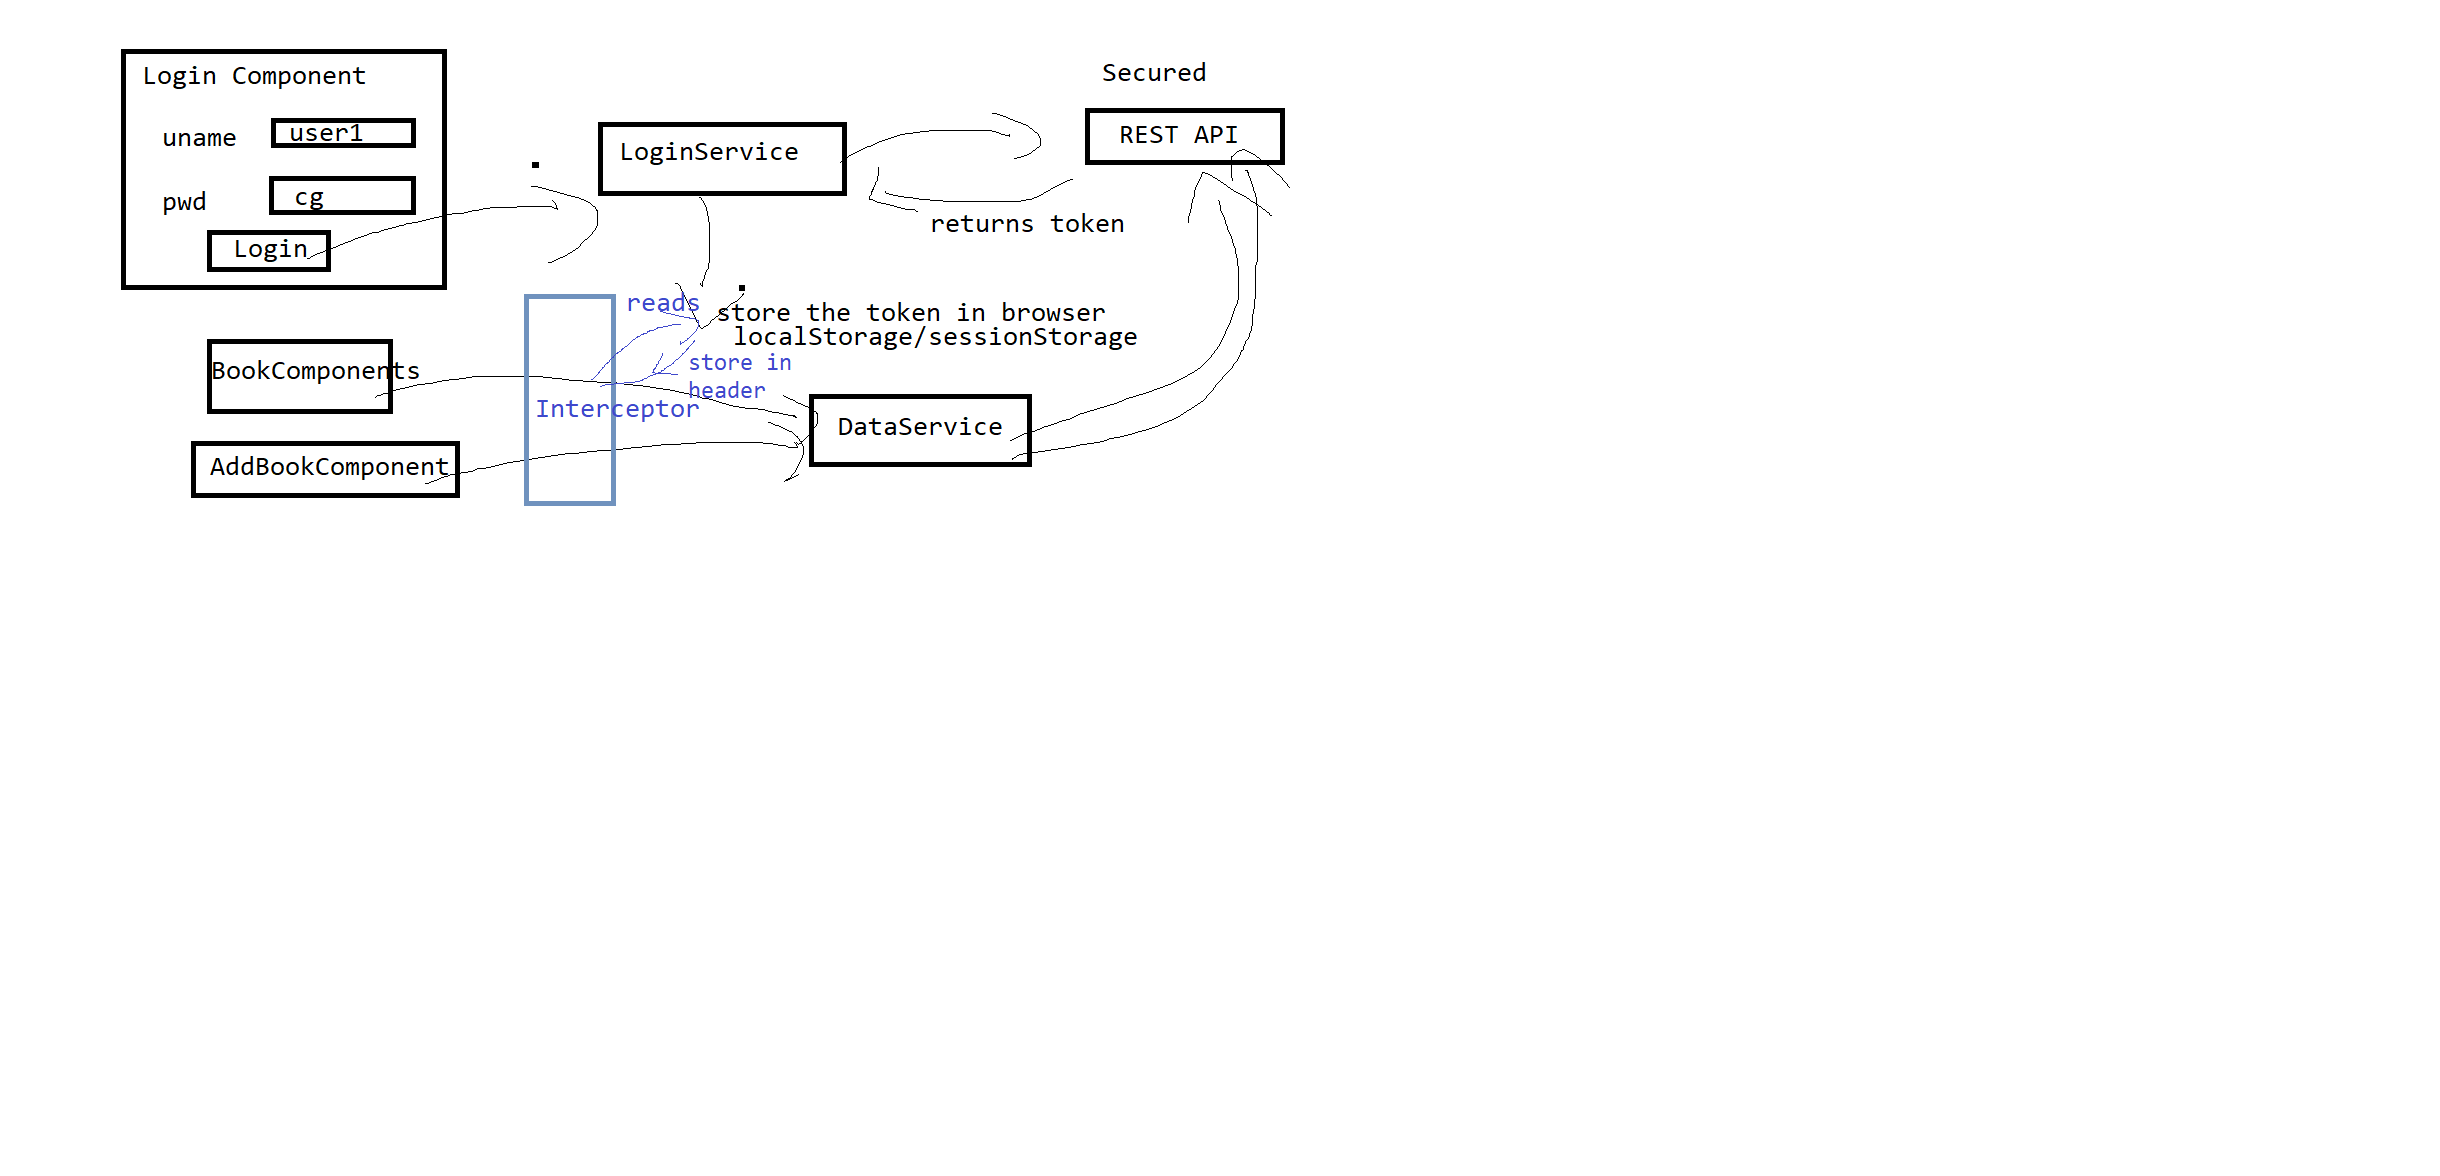 Login Component
uname
user1
pwd
cg
Login
LoginService
Secured
REST API
returns token
reads
store the token in browser
localStorage/sessionStorage
store in
header
BookComponents
Interceptor
AddBookComponent
DataService